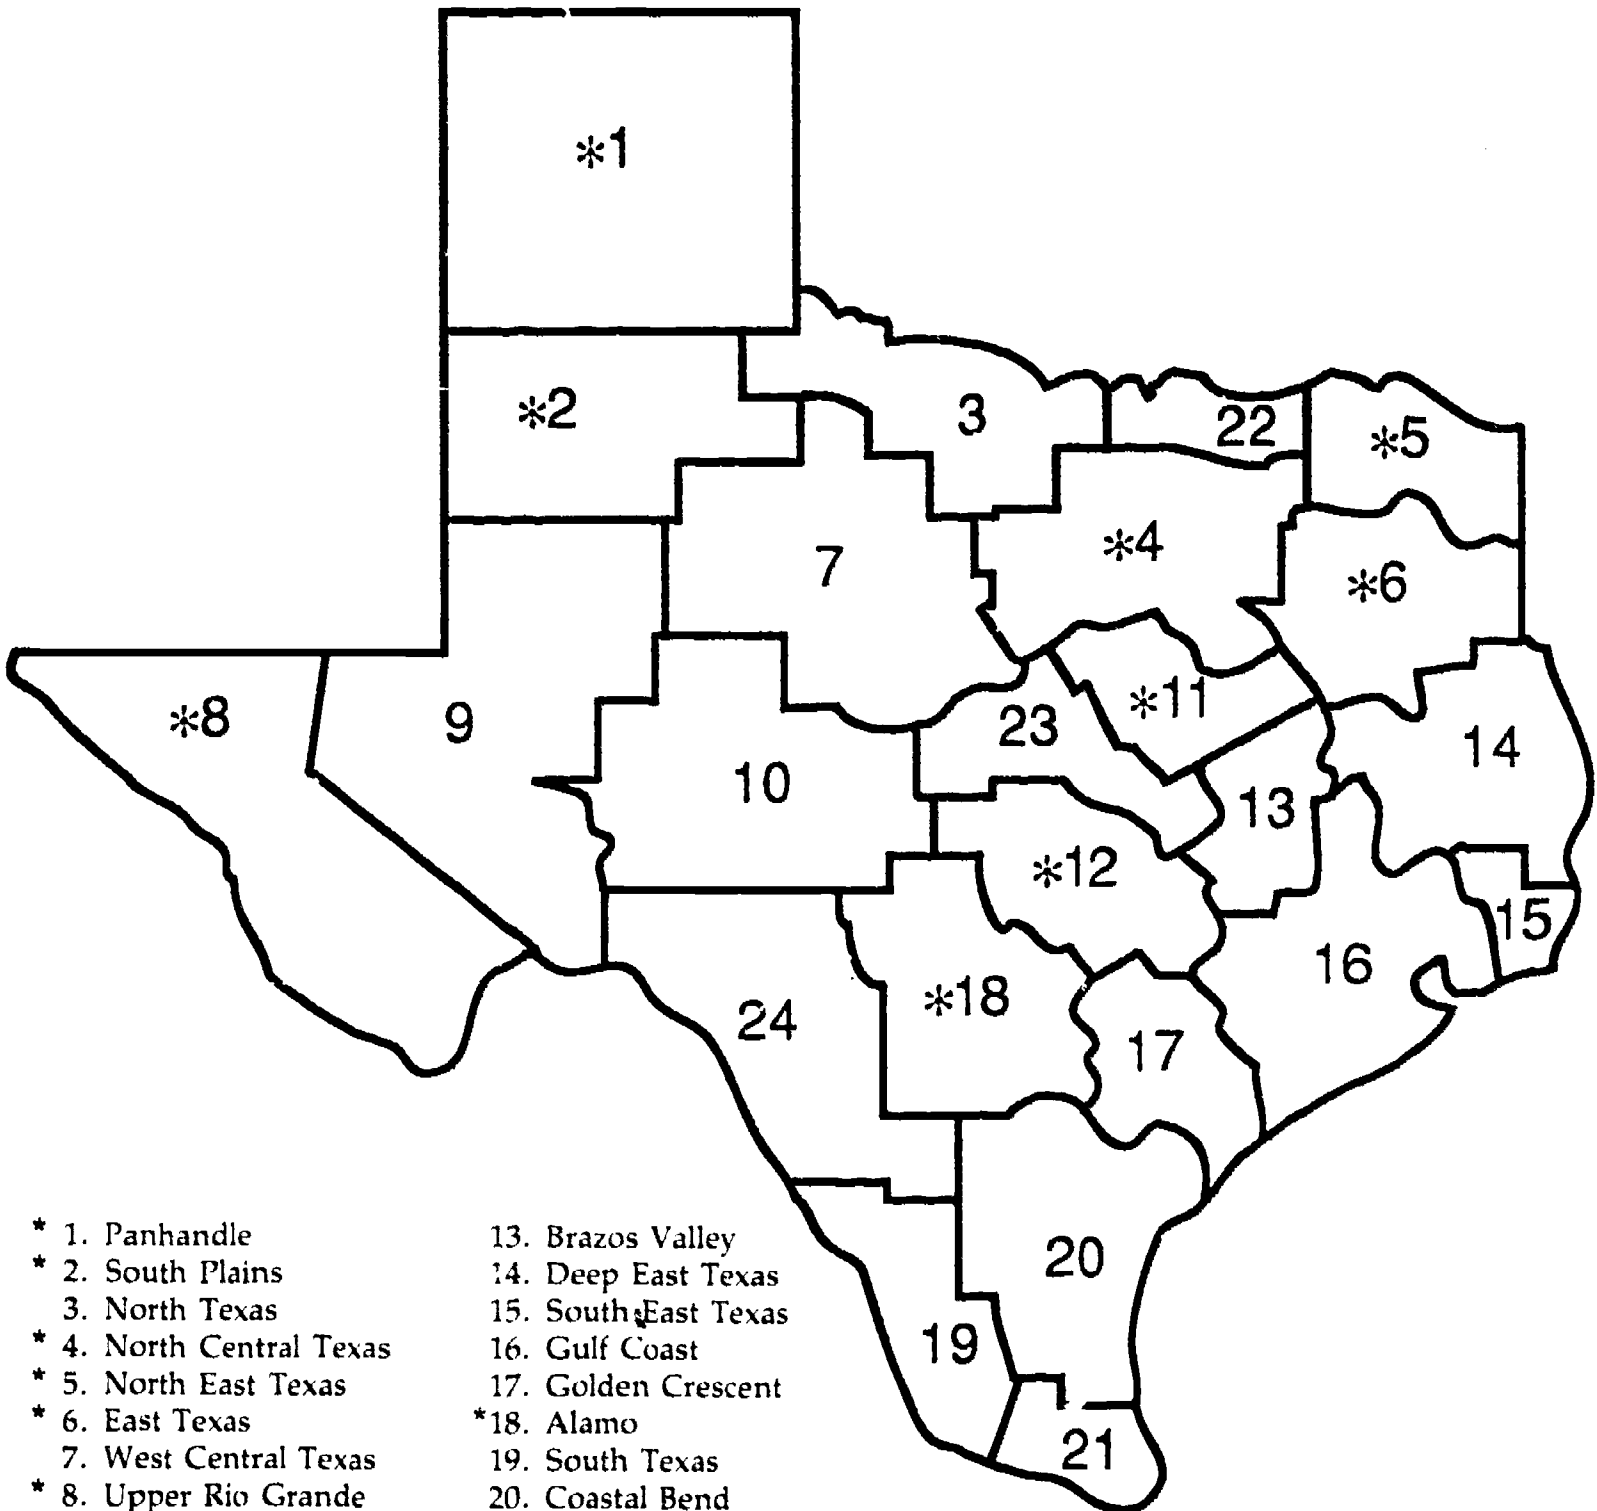 *1
*2
3
22
*5
*4
7
*6
*8
9
*11
23
14
10
13
*12
15
16
*18
24
17
20
19
21
* 1. Panhandle
* 2. South Plains
3. North Texas
* 4. North Central Texas
* 5. North East Texas
* 6. East Texas
7. West Central Texas
* 8. Upper Rio Grande
13. Brazos Valley
14. Deep East Texas
15. South East Texas
16. Gulf Coast
17. Golden Crescent
*18. Alamo
19. South Texas
20. Coastal Bend